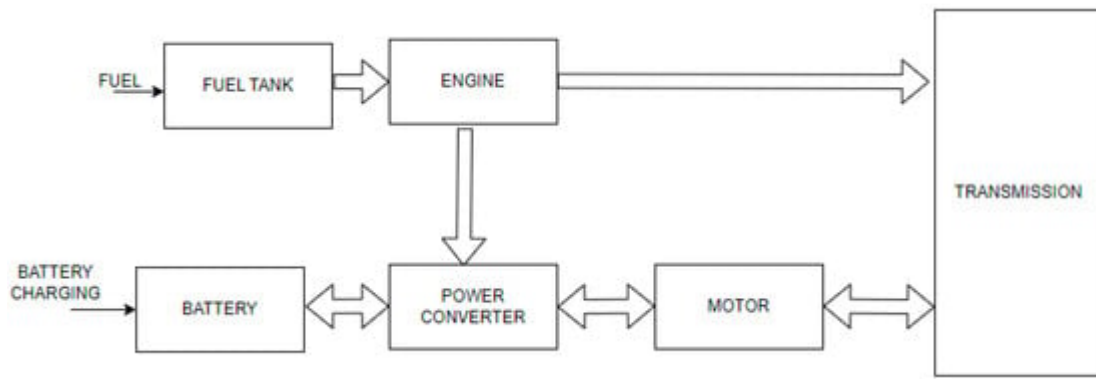 FUEL
FUEL TANK
ENGINE
TRANSMISSION
BATTERY
CHARGING
BATTERY
POWER
CONVERTER
MOTOR